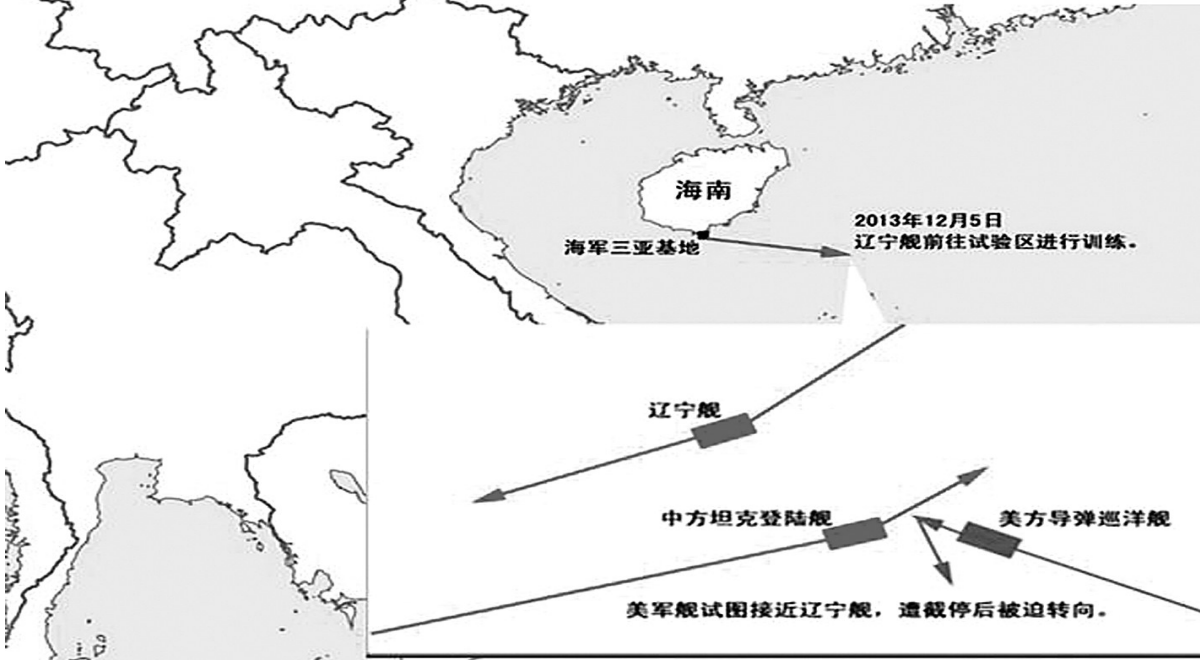 海南
2013年12月5日
辽宁舰前往试验区进行训练。
海军三亚基地
辽宁舰
中方坦克登陆舰
美方导弹巡洋舰
美军舰试图接近辽宁舰，遭截停后被迫转向。